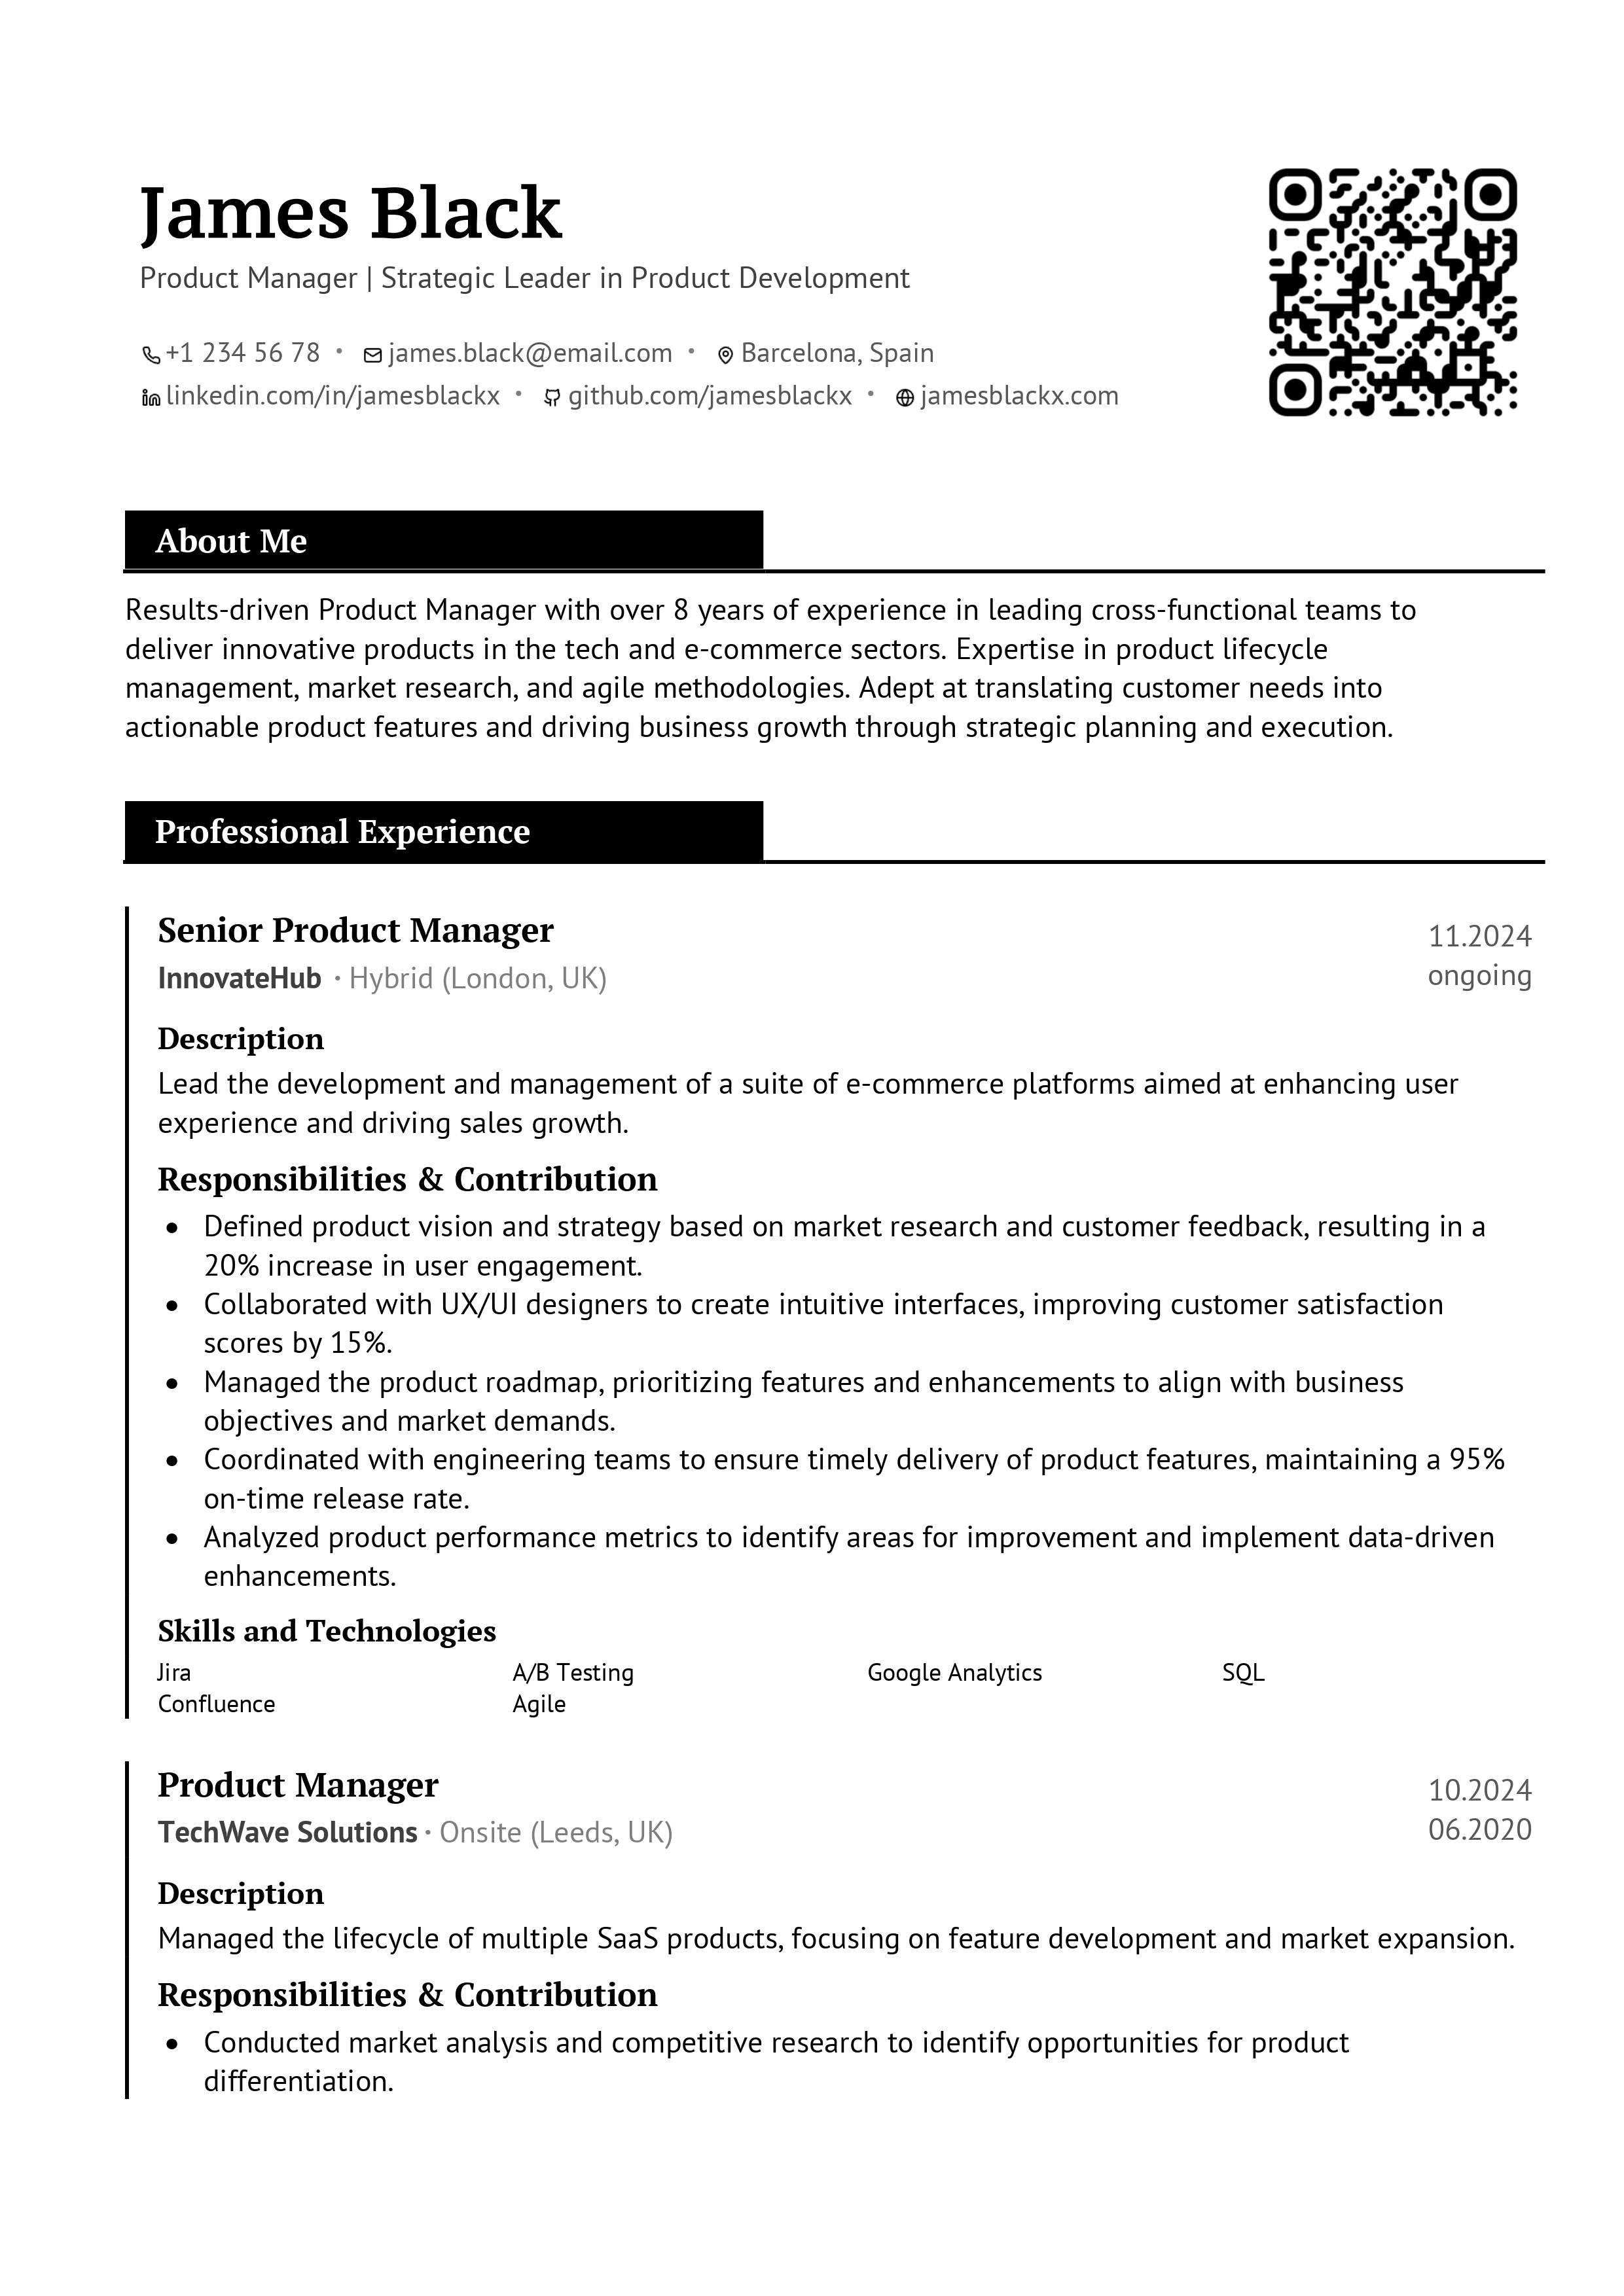 James Black
Product Manager | Strategic Leader in Product Development
+1 234 56 78 • james.black@email.com • Barcelona, Spain
linkedin.com/in/jamesblackx • github.com/jamesblackx • jamesblackx.com
About Me
Results-driven Product Manager with over 8 years of experience in leading cross-functional teams to
deliver innovative products in the tech and e-commerce sectors. Expertise in product lifecycle
management, market research, and agile methodologies. Adept at translating customer needs into
actionable product features and driving business growth through strategic planning and execution.
Professional Experience
Senior Product Manager
11.2024
InnovateHub · Hybrid (London, UK)
ongoing
Description
Lead the development and management of a suite of e-commerce platforms aimed at enhancing user
experience and driving sales growth.
Responsibilities & Contribution
• Defined product vision and strategy based on market research and customer feedback, resulting in a
20% increase in user engagement.
• Collaborated with UX/UI designers to create intuitive interfaces, improving customer satisfaction
scores by 15%.
• Managed the product roadmap, prioritizing features and enhancements to align with business
objectives and market demands.
• Coordinated with engineering teams to ensure timely delivery of product features, maintaining a 95%
on-time release rate.
• Analyzed product performance metrics to identify areas for improvement and implement data-driven
enhancements.
Skills and Technologies
Jira A/B Testing Google Analytics SQL
Confluence Agile
Product Manager
10.2024
TechWave Solutions · Onsite (Leeds, UK)
06.2020
Description
Managed the lifecycle of multiple SaaS products, focusing on feature development and market expansion.
Responsibilities & Contribution
• Conducted market analysis and competitive research to identify opportunities for product
differentiation.